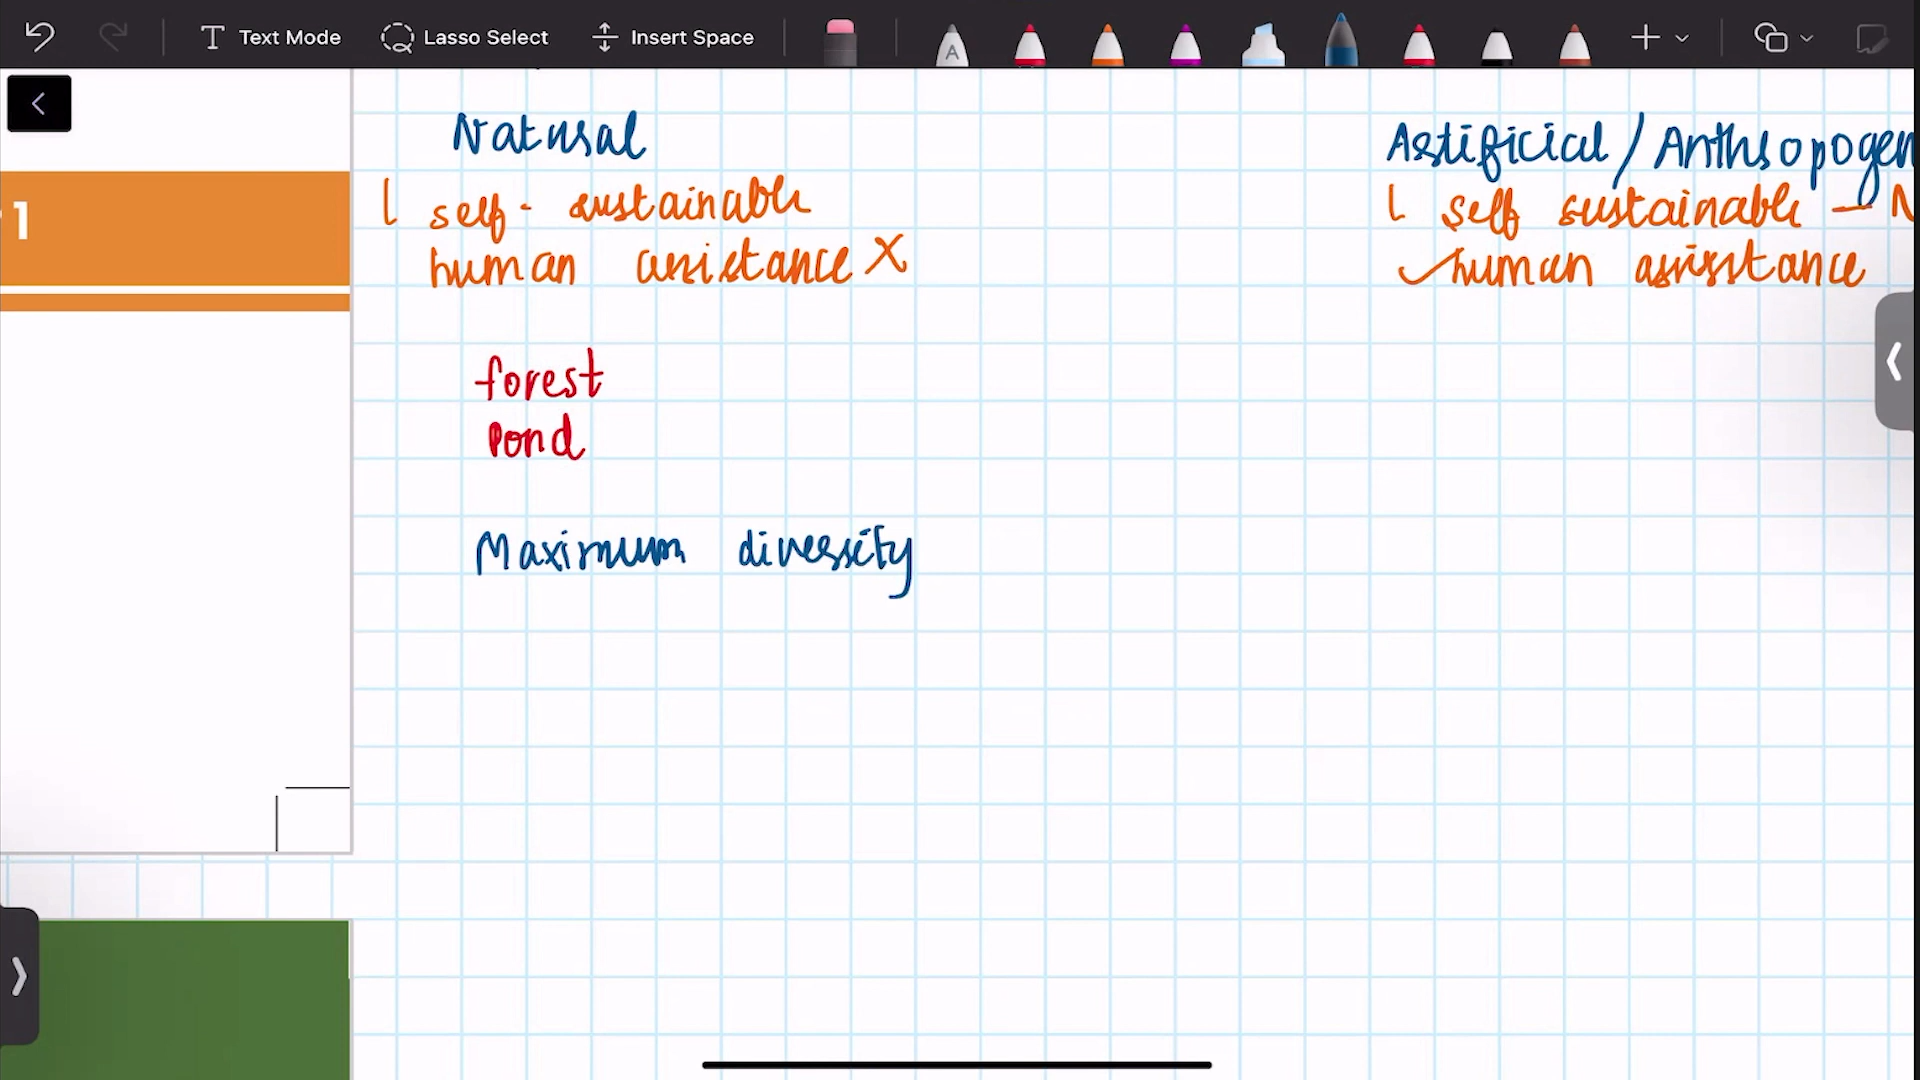 Text Mode Lasso Select Insert Space
A
1
Natural
self-sustainable
human assistance X
forest
Pond
Maximum diversity
Artificial / Anthropogen
self sustainable - N
human assistance